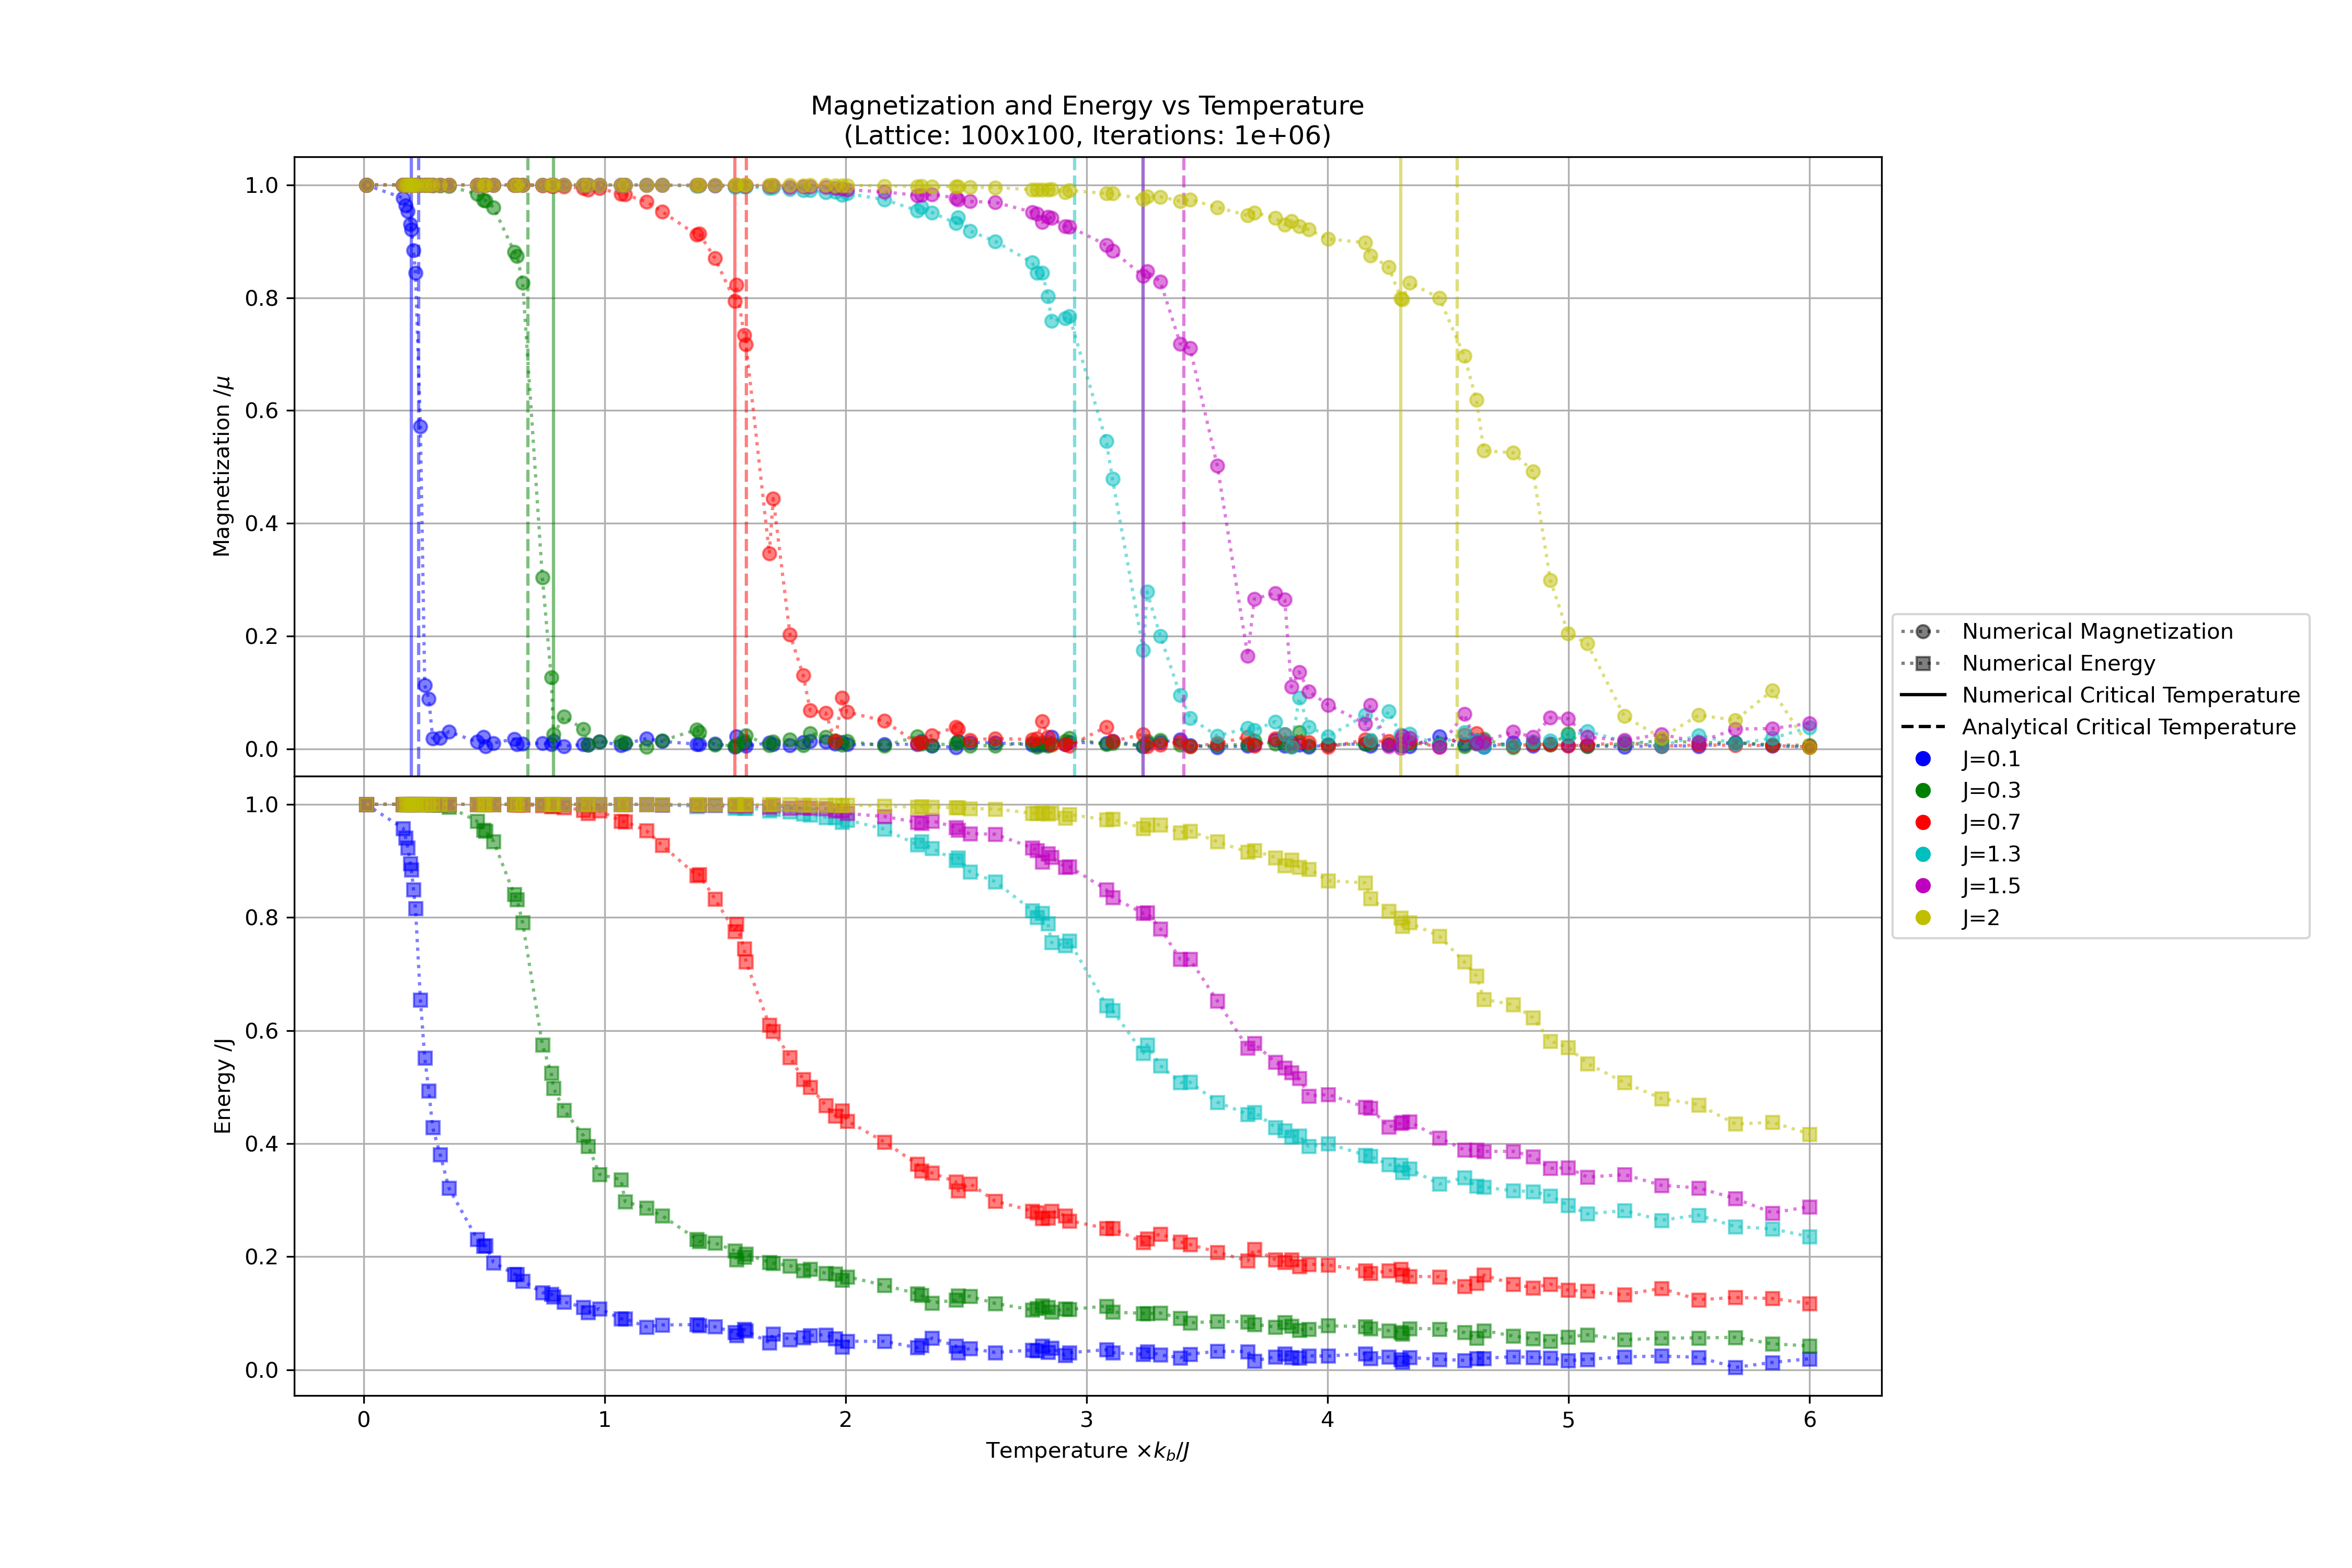 Magnetization and Energy vs Temperature
(Lattice: 100x100, Iterations: 1e+06)
1.0
0.8
0.6
0.4
0.2
0.0
Magnetization /μ
1.0
0.8
0.6
0.4
0.2
0.0
Energy /J
0 1 2 3 4 5 6
Temperature ×k_b/J
Numerical Magnetization
Numerical Energy
Numerical Critical Temperature
Analytical Critical Temperature
J=0.1
J=0.3
J=0.7
J=1.3
J=1.5
J=2